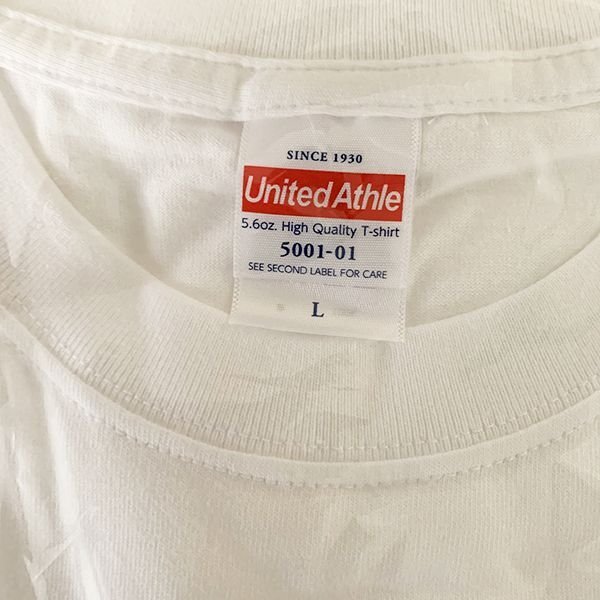 SINCE 1930
United Athle
5.6oz. High Quality T-shirt
5001-01
SEE SECOND LABEL FOR CARE
L